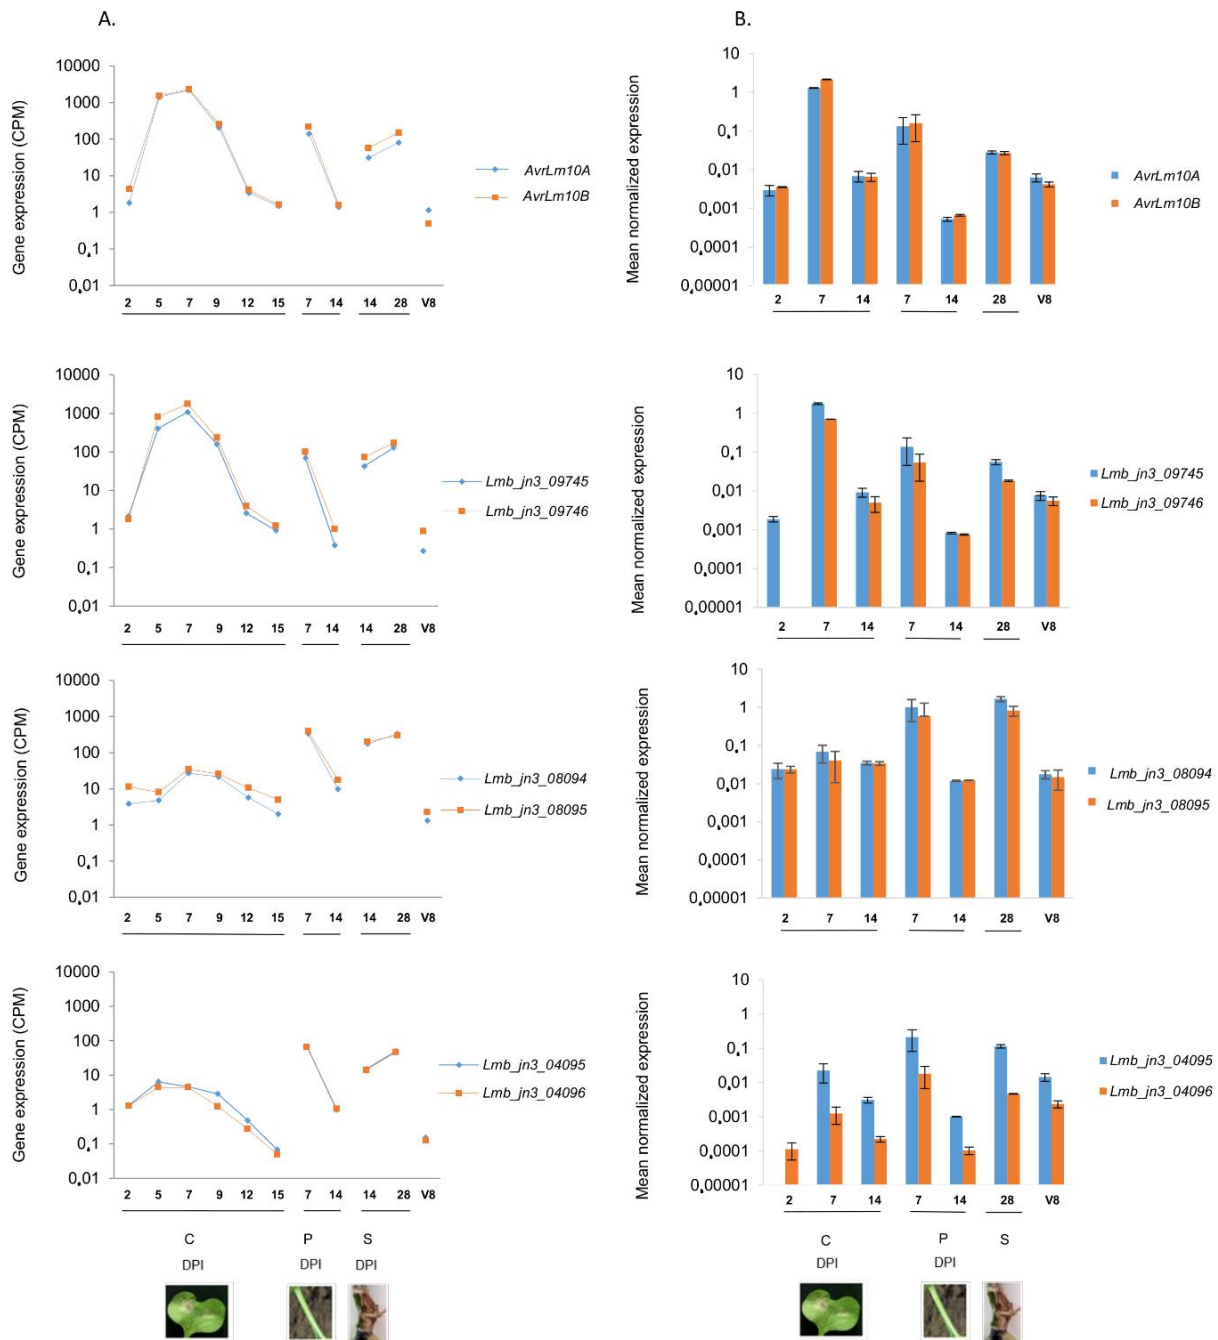 A.
Gene expression (CPM)
10000
1000
100
10
1
0,1
0,01
2 5 7 9 12 15 7 14 14 28 V8
AvrLm10A
AvrLm10B
Gene expression (CPM)
10000
1000
100
10
1
0,1
0,01
2 5 7 9 12 15 7 14 14 28 V8
Lmb_jn3_09745
Lmb_jn3_09746
Gene expression (CPM)
10000
1000
100
10
1
0,1
0,01
2 5 7 9 12 15 7 14 14 28 V8
Lmb_jn3_08094
Lmb_jn3_08095
Gene expression (CPM)
10000
1000
100
10
1
0,1
0,01
2 5 7 9 12 15 7 14 14 28 V8
Lmb_jn3_04095
Lmb_jn3_04096
C P S
DPI DPI DPI
B.
Mean normalized expression
10
1
0,1
0,01
0,001
0,0001
0,00001
2 7 14 7 14 28 V8
AvrLm10A
AvrLm10B
Mean normalized expression
10
1
0,1
0,01
0,001
0,0001
0,00001
2 7 14 7 14 28 V8
Lmb_jn3_09745
Lmb_jn3_09746
Mean normalized expression
10
1
0,1
0,01
0,001
0,0001
0,00001
2 7 14 7 14 28 V8
Lmb_jn3_08094
Lmb_jn3_08095
Mean normalized expression
10
1
0,1
0,01
0,001
0,0001
0,00001
2 7 14 7 14 28 V8
Lmb_jn3_04095
Lmb_jn3_04096
C P S
DPI DPI